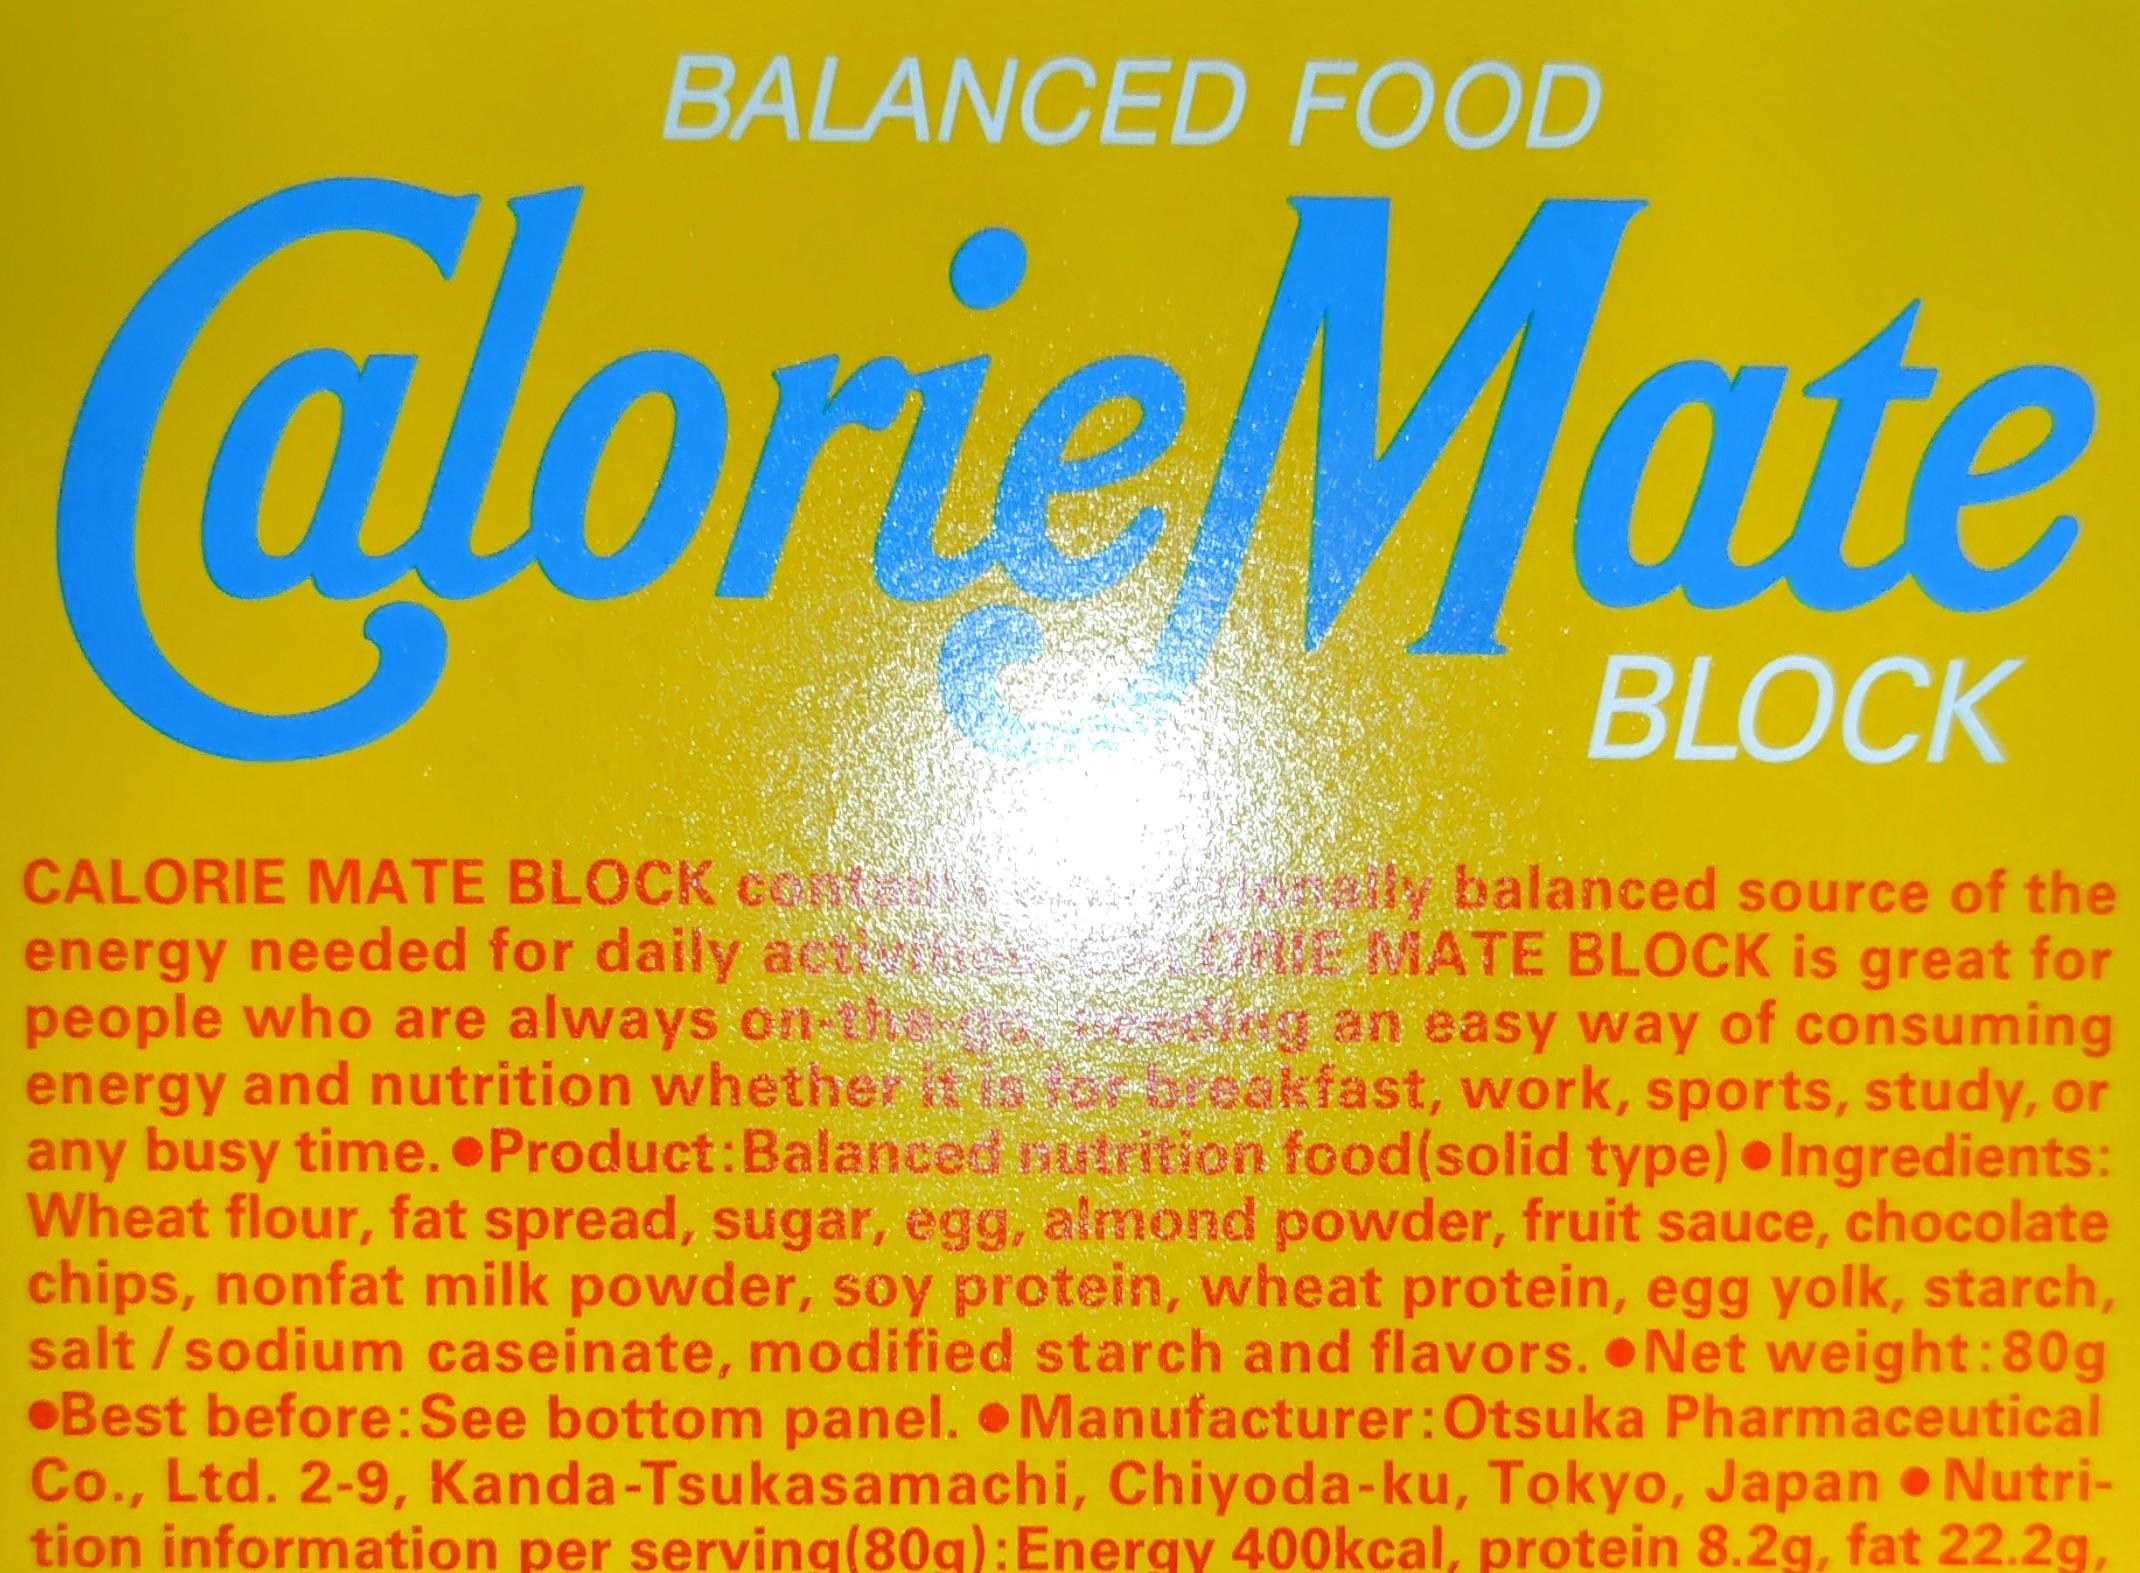 BALANCED FOOD
CalorieMate
BLOCK
CALORIE MATE BLOCK balanced source of the
energy needed for daily activities. CALORIE MATE BLOCK is great for
people who are always on-the-go, needing an easy way of consuming
energy and nutrition whether it is for breakfast, work, sports, study, or
any busy time. ●Product:Balanced nutrition food(solid type) ●Ingredients:
Wheat flour, fat spread, sugar, egg, almond powder, fruit sauce, chocolate
chips, nonfat milk powder, soy protein, wheat protein, egg yolk, starch,
salt / sodium caseinate, modified starch and flavors. ●Net weight:80g
●Best before:See bottom panel. ●Manufacturer:Otsuka Pharmaceutical
Co., Ltd. 2-9, Kanda-Tsukasamachi, Chiyoda-ku, Tokyo, Japan ●Nutri-
tion information per serving(80g):Energy 400kcal, protein 8.2g, fat 22.2g,